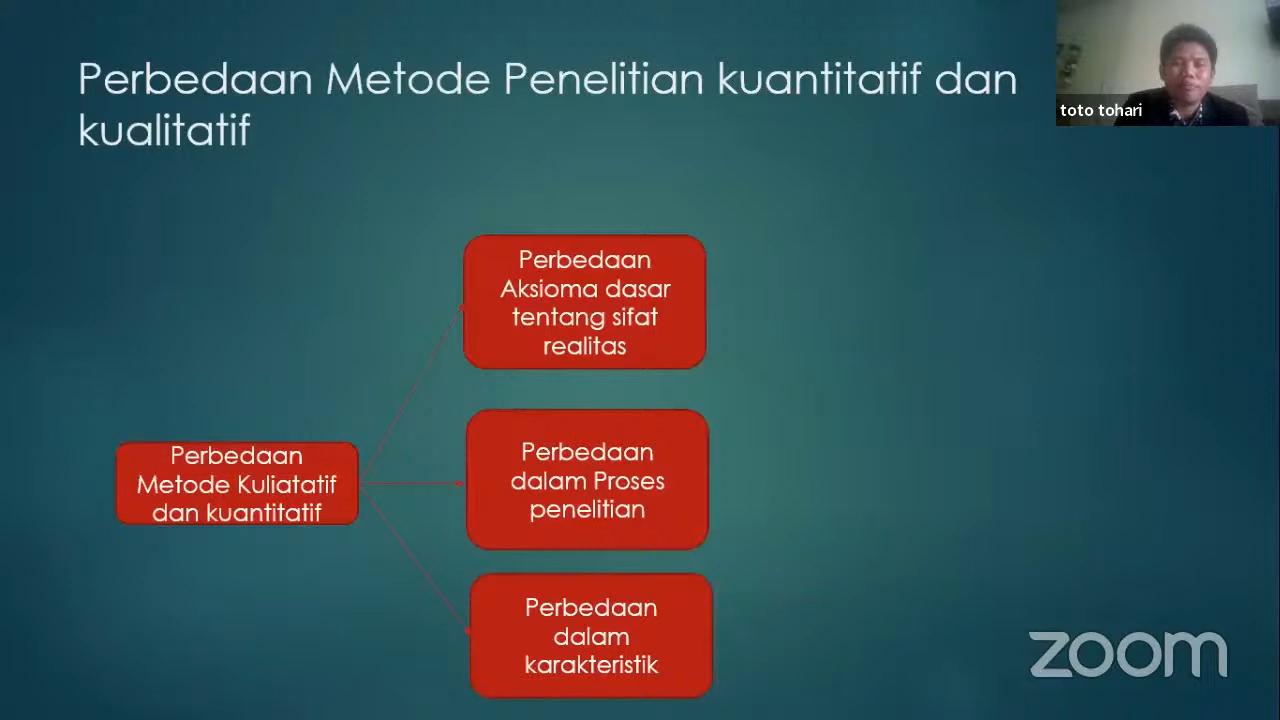 Perbedaan Metode Penelitian kuantitatif dan
kualitatif
toto tohari
Perbedaan
Aksioma dasar
tentang sifat
realitas
Perbedaan
Metode Kuliatatif
dan kuantitatif
Perbedaan
dalam Proses
penelitian
Perbedaan
dalam
karakteristik
zoom